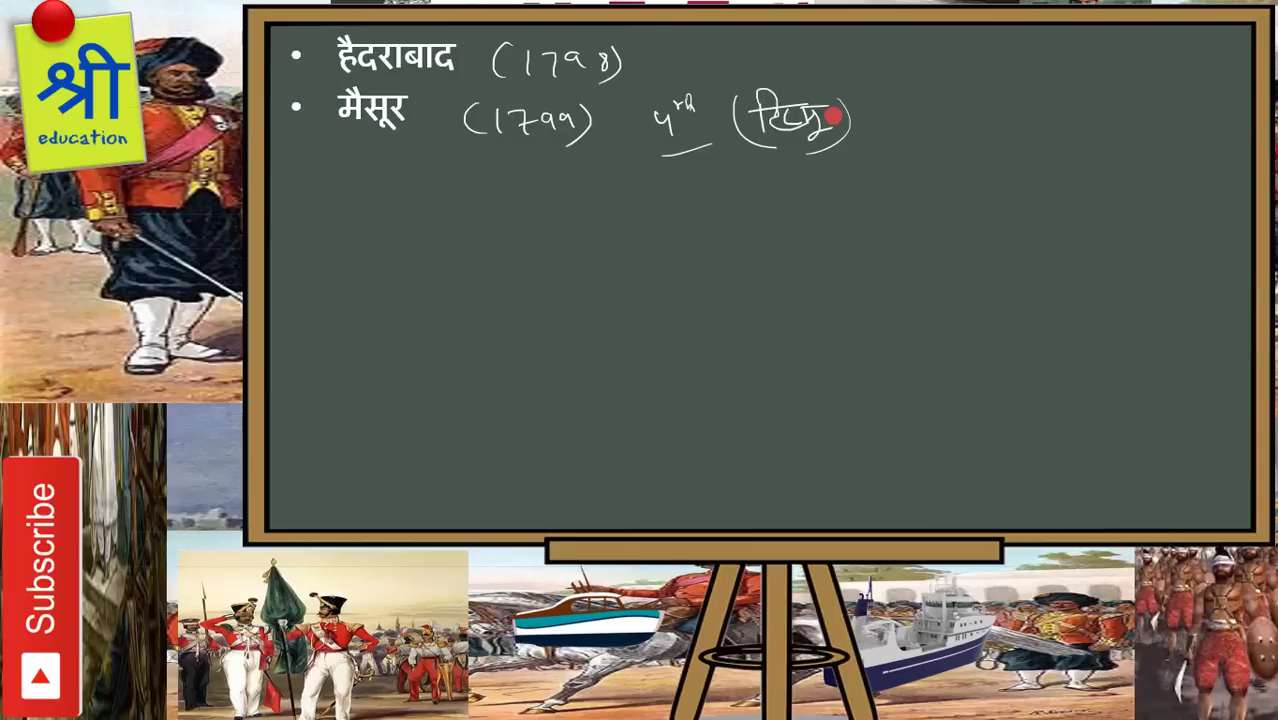 श्री
education
• हैदराबाद (1798)
• मैसूर (1799) 4th (टिपू)
Subscribe